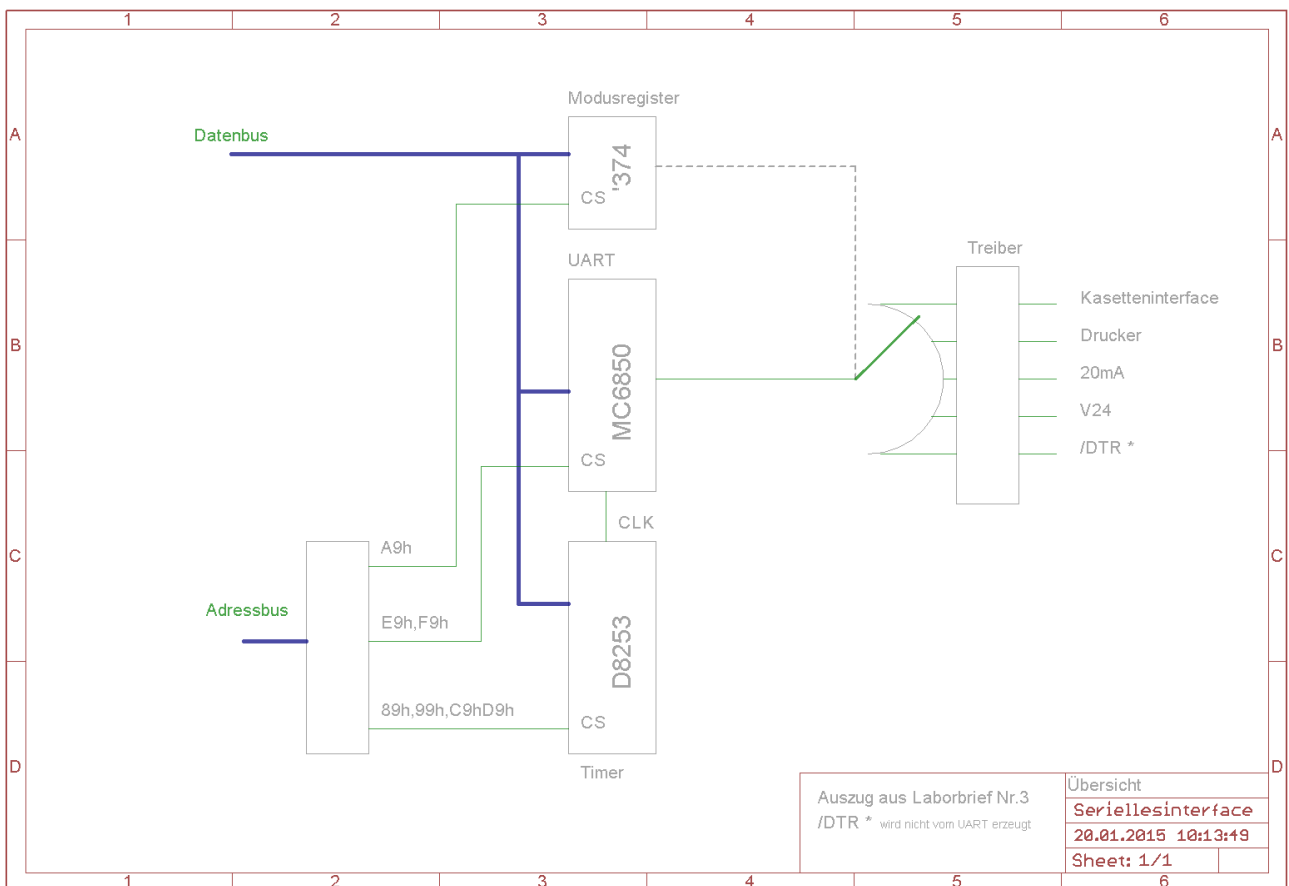 1 2 3 4 5 6
Modusregister
A A
Datenbus
'374
CS
UART
Treiber
Kasetteninterface
B B
Drucker
MC6850
20mA
V24
/DTR *
CS
CLK
A9h
C C
Adressbus
E9h,F9h
D8253
89h,99h,C9hD9h
CS
D D
Timer
Übersicht
Auszug aus Laborbrief Nr.3
Seriellesinterface
/DTR * wird nicht vom UART erzeugt
20.01.2015 10:13:49
Sheet: 1/1
1 2 3 4 5 6